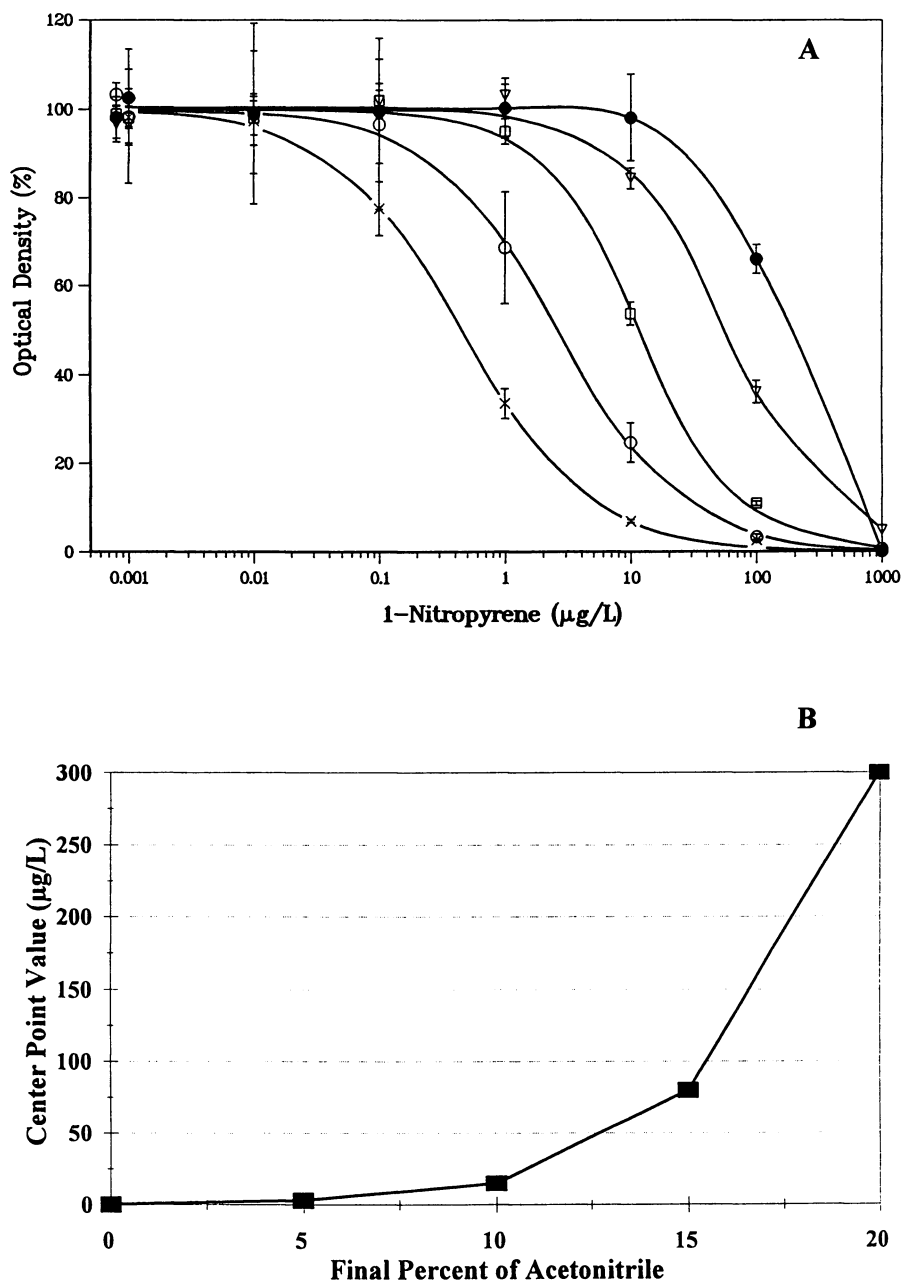 A
120
100
80
60
40
20
0
Optical Density (%)
0.001 0.01 0.1 1 10 100 1000
1-Nitropyrene (μg/L)
B
300
250
200
150
100
50
0
Center Point Value (μg/L)
0 5 10 15 20
Final Percent of Acetonitrile